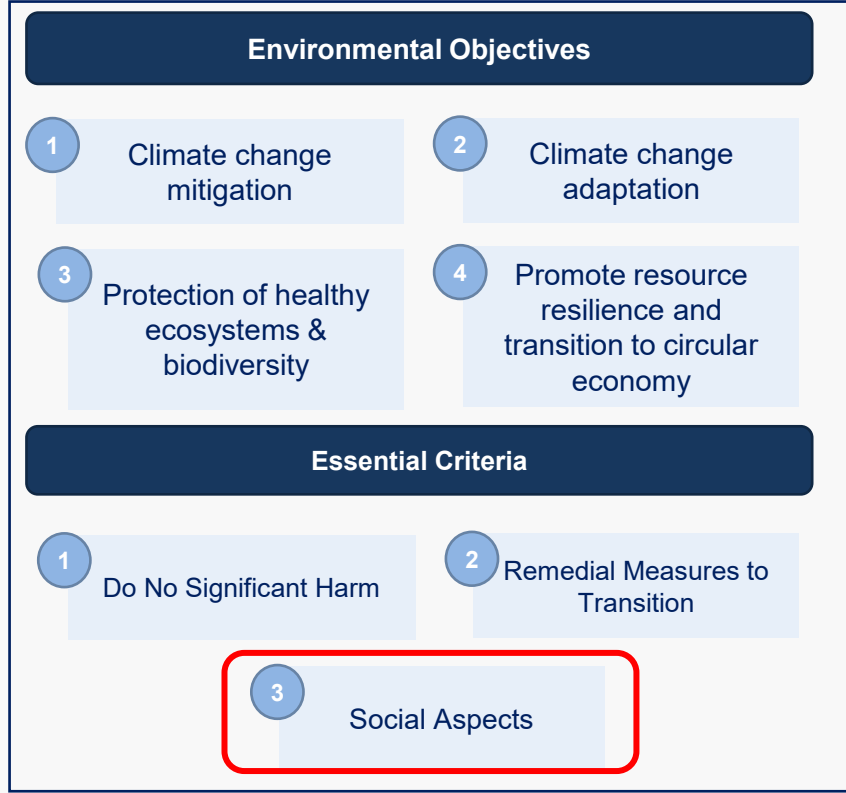 Environmental Objectives
1
Climate change
mitigation
2
Climate change
adaptation
3
Protection of healthy
ecosystems &
biodiversity
4
Promote resource
resilience and
transition to circular
economy
Essential Criteria
1
Do No Significant Harm
2
Remedial Measures to
Transition
3
Social Aspects